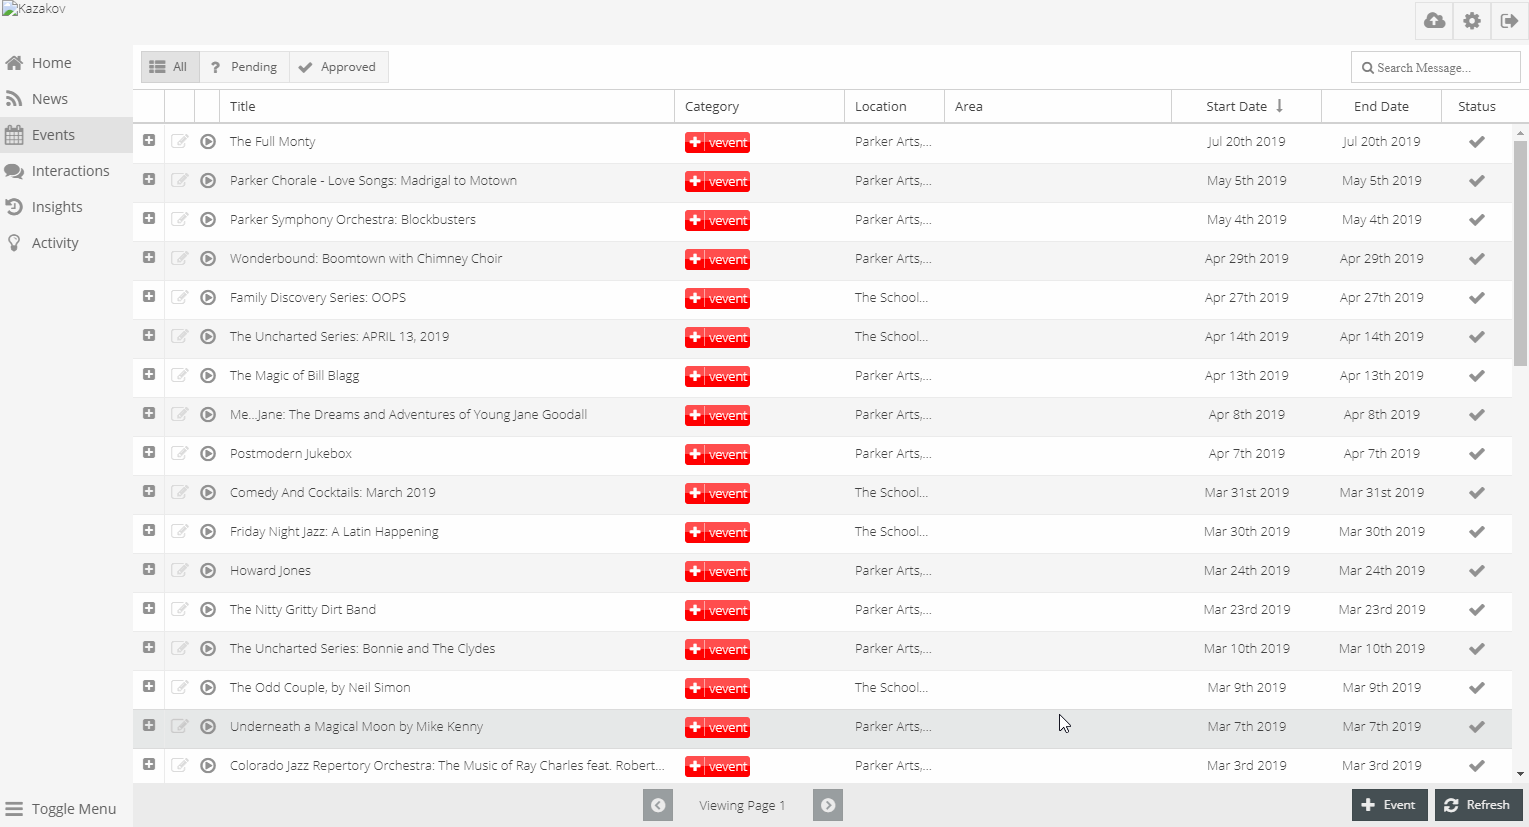 Kazakov
Home
News
Events
Interactions
Insights
Activity
Toggle Menu
All Pending Approved Search Message...
Title Category Location Area Start Date End Date Status
The Full Monty vevent Parker Arts,... Jul 20th 2019 Jul 20th 2019
Parker Chorale - Love Songs: Madrigal to Motown vevent Parker Arts,... May 5th 2019 May 5th 2019
Parker Symphony Orchestra: Blockbusters vevent Parker Arts,... May 4th 2019 May 4th 2019
Wonderbound: Boomtown with Chimney Choir vevent Parker Arts,... Apr 29th 2019 Apr 29th 2019
Family Discovery Series: OOPS vevent The School... Apr 27th 2019 Apr 27th 2019
The Uncharted Series: APRIL 13, 2019 vevent The School... Apr 14th 2019 Apr 14th 2019
The Magic of Bill Blagg vevent Parker Arts,... Apr 13th 2019 Apr 13th 2019
Me...Jane: The Dreams and Adventures of Young Jane Goodall vevent Parker Arts,... Apr 8th 2019 Apr 8th 2019
Postmodern Jukebox vevent Parker Arts,... Apr 7th 2019 Apr 7th 2019
Comedy And Cocktails: March 2019 vevent The School... Mar 31st 2019 Mar 31st 2019
Friday Night Jazz: A Latin Happening vevent The School... Mar 30th 2019 Mar 30th 2019
Howard Jones vevent Parker Arts,... Mar 24th 2019 Mar 24th 2019
The Nitty Gritty Dirt Band vevent Parker Arts,... Mar 23rd 2019 Mar 23rd 2019
The Uncharted Series: Bonnie and The Clydes vevent Parker Arts,... Mar 10th 2019 Mar 10th 2019
The Odd Couple, by Neil Simon vevent The School... Mar 9th 2019 Mar 9th 2019
Underneath a Magical Moon by Mike Kenny vevent Parker Arts,... Mar 7th 2019 Mar 7th 2019
Colorado Jazz Repertory Orchestra: The Music of Ray Charles feat. Robert... vevent Parker Arts,... Mar 3rd 2019 Mar 3rd 2019
Viewing Page 1 Event Refresh